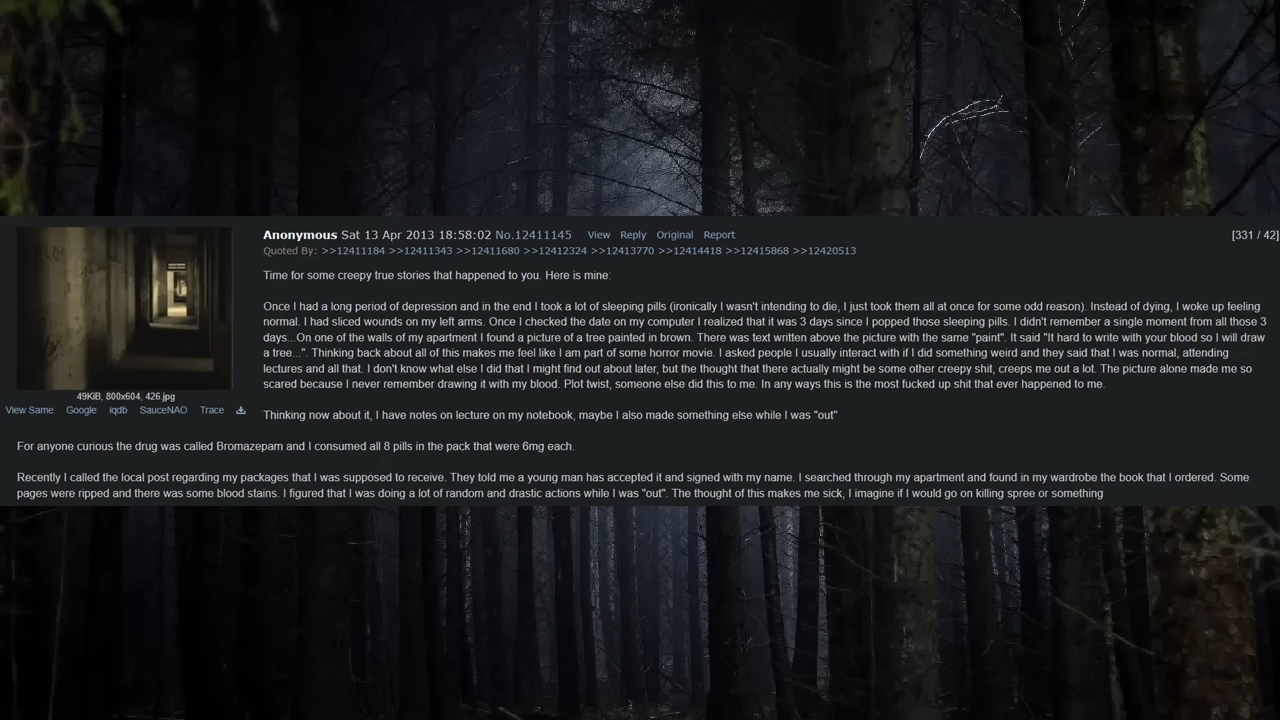 Anonymous Sat 13 Apr 2013 18:58:02 No.12411145 View Reply Original Report [331 / 42]
Quoted By: >>12411184 >>12411343 >>12411680 >>12412324 >>12413770 >>12414418 >>12415868 >>12420513
Time for some creepy true stories that happened to you. Here is mine:
Once I had a long period of depression and in the end I took a lot of sleeping pills (ironically I wasn't intending to die, I just took them all at once for some odd reason). Instead of dying, I woke up feeling
normal. I had sliced wounds on my left arms. Once I checked the date on my computer I realized that it was 3 days since I popped those sleeping pills. I didn't remember a single moment from all those 3
days...On one of the walls of my apartment I found a picture of a tree painted in brown. There was text written above the picture with the same "paint". It said "It hard to write with your blood so I will draw
a tree...". Thinking back about all of this makes me feel like I am part of some horror movie. I asked people I usually interact with if I did something weird and they said that I was normal, attending
lectures and all that. I don't know what else I did that I might find out about later, but the thought that there actually might be some other creepy shit, creeps me out a lot. The picture alone made me so
scared because I never remember drawing it with my blood. Plot twist, someone else did this to me. In any ways this is the most fucked up shit that ever happened to me.
49KiB, 800x604, 426.jpg
View Same Google iqdb SauceNAO Trace
Thinking now about it, I have notes on lecture on my notebook, maybe I also made something else while I was "out"
For anyone curious the drug was called Bromazepam and I consumed all 8 pills in the pack that were 6mg each.
Recently I called the local post regarding my packages that I was supposed to receive. They told me a young man has accepted it and signed with my name. I searched through my apartment and found in my wardrobe the book that I ordered. Some
pages were ripped and there was some blood stains. I figured that I was doing a lot of random and drastic actions while I was "out". The thought of this makes me sick, I imagine if I would go on killing spree or something